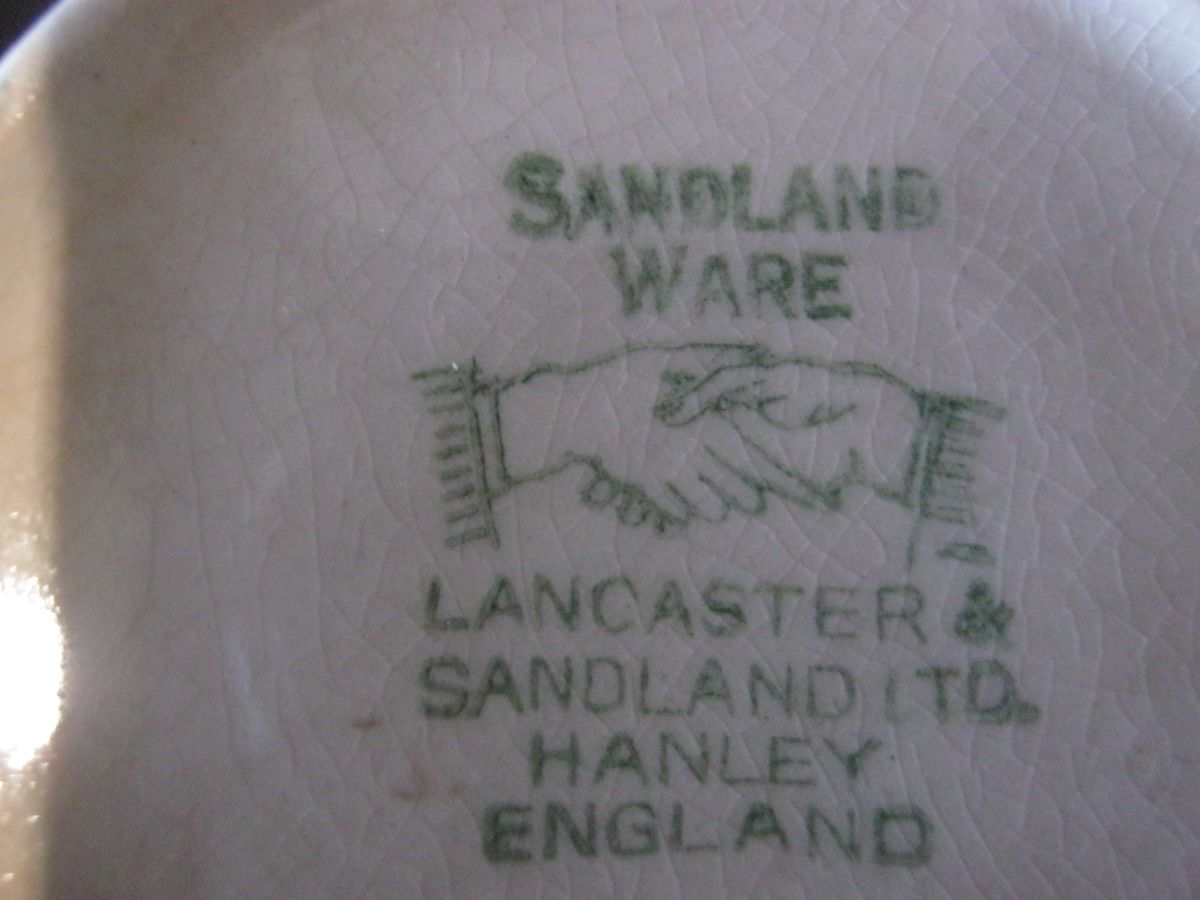 SANDLAND
WARE
LANCASTER &
SANDLAND LTD.
HANLEY
ENGLAND